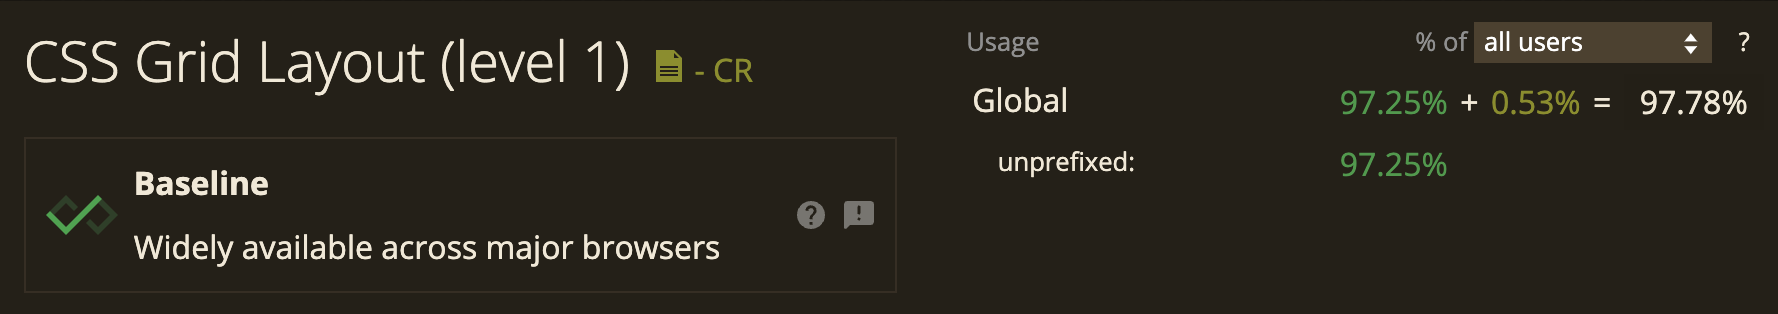 CSS Grid Layout (level 1) - CR
Baseline
Widely available across major browsers
Usage % of all users ?
Global 97.25% + 0.53% = 97.78%
unprefixed: 97.25%